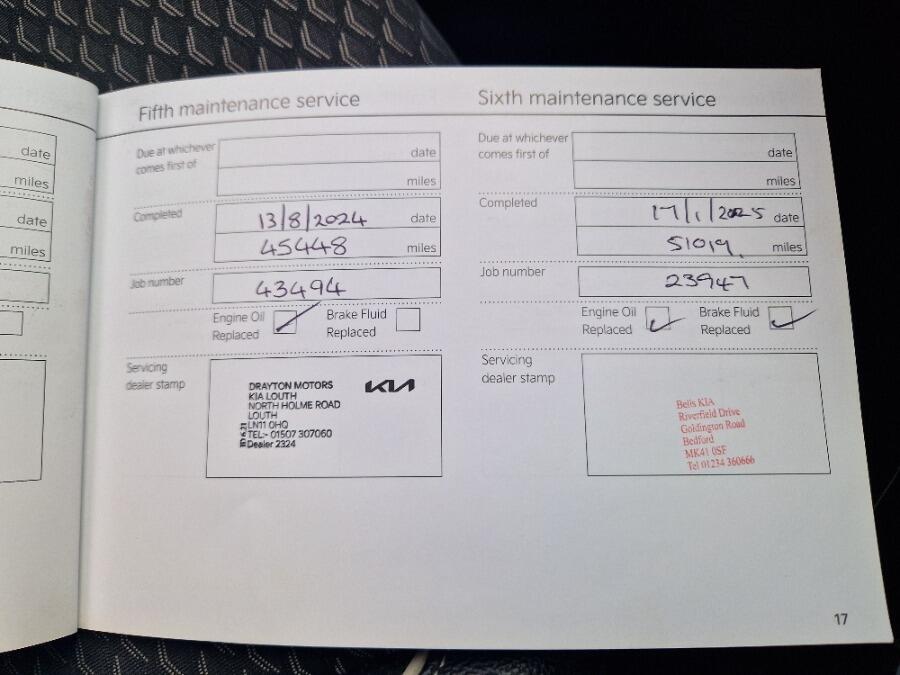 date
miles
date
miles
Fifth maintenance service
Due at whichever
comes first of
date
miles
Completed
13/8/2024 date
45448 miles
Job number
43494
Engine Oil
Replaced
Brake Fluid
Replaced
Servicing
dealer stamp
DRAYTON MOTORS
KIA LOUTH
NORTH HOLME ROAD
LOUTH
LN11 0HQ
TEL:- 01507 307060
Dealer 2324
KIA
Sixth maintenance service
Due at whichever
comes first of
date
miles
Completed
17/1/2025 date
51019. miles
Job number
23947
Engine Oil
Replaced
Brake Fluid
Replaced
Servicing
dealer stamp
Bells KIA
Riverfield Drive
Goldington Road
Bedford
MK41 0SF
Tel 01234 360666
17